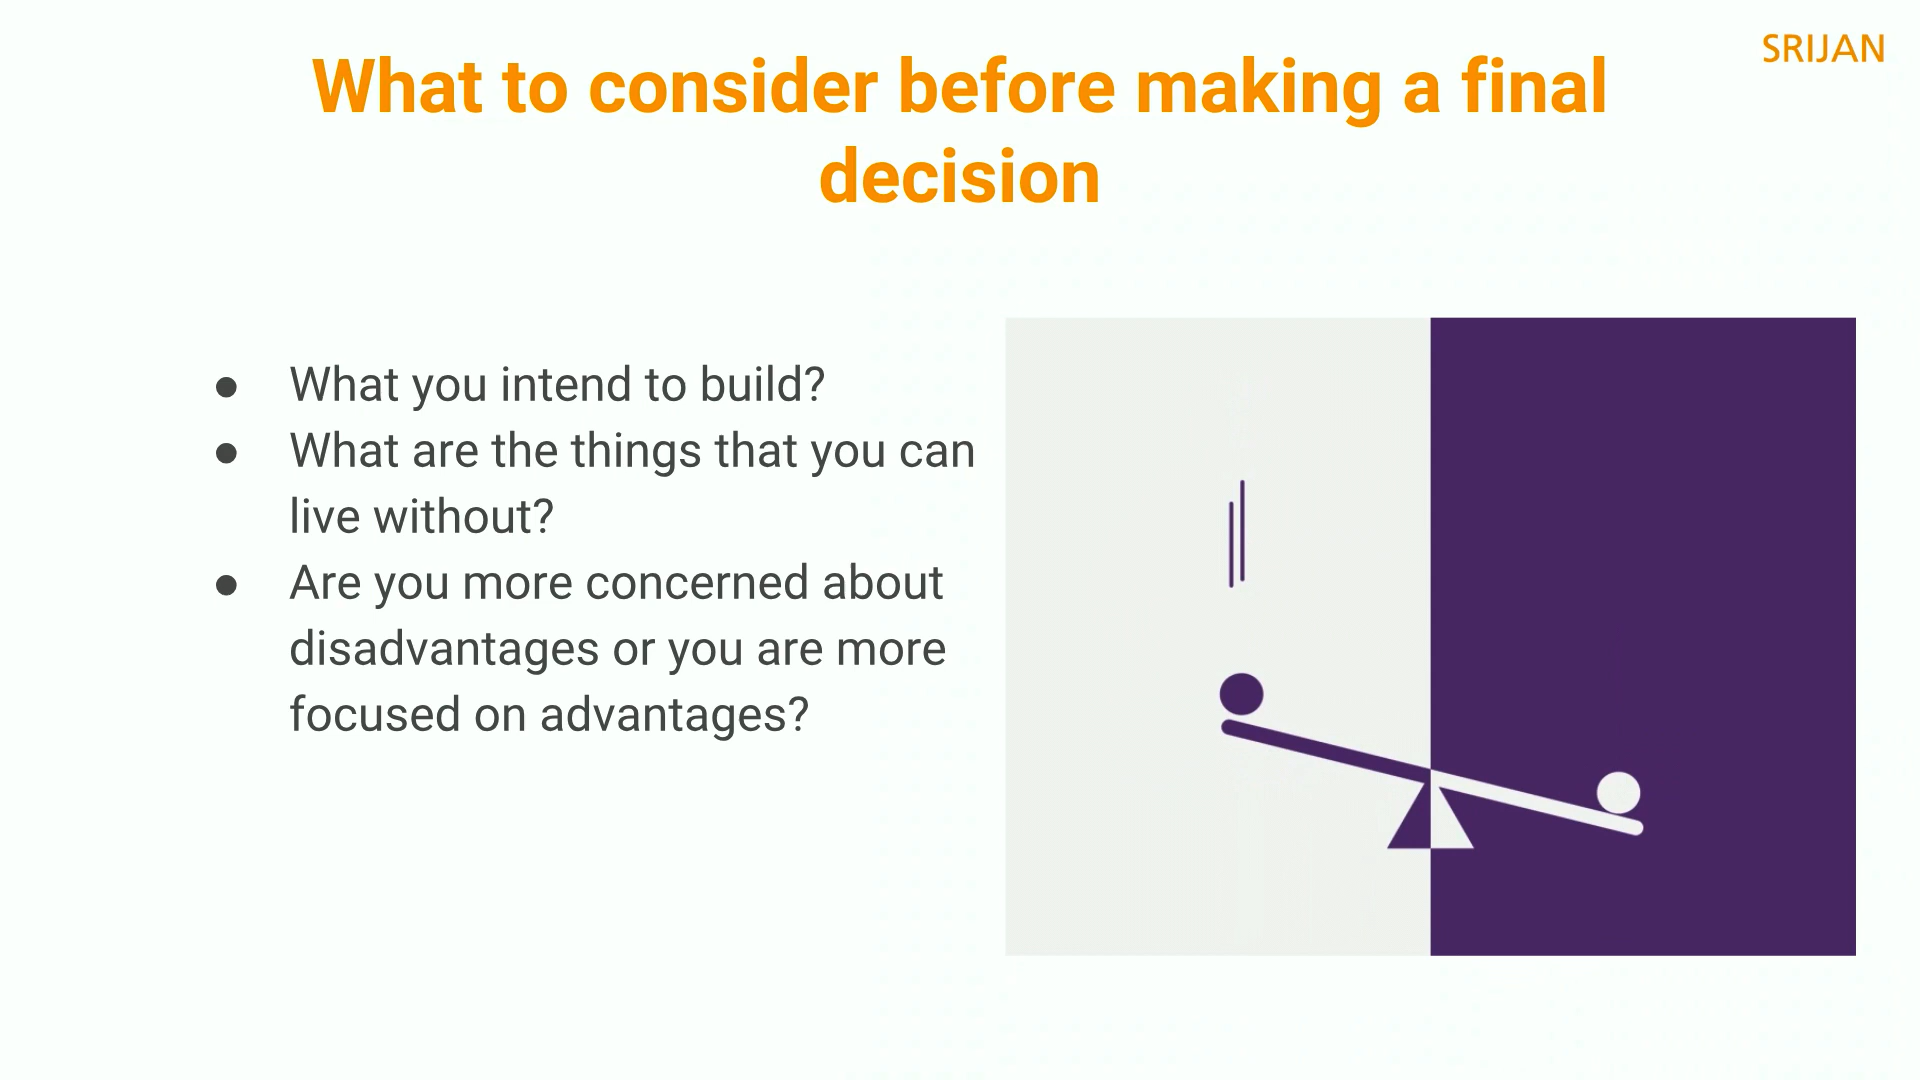 SRIJAN
What to consider before making a final
decision
● What you intend to build?
● What are the things that you can
live without?
● Are you more concerned about
disadvantages or you are more
focused on advantages?